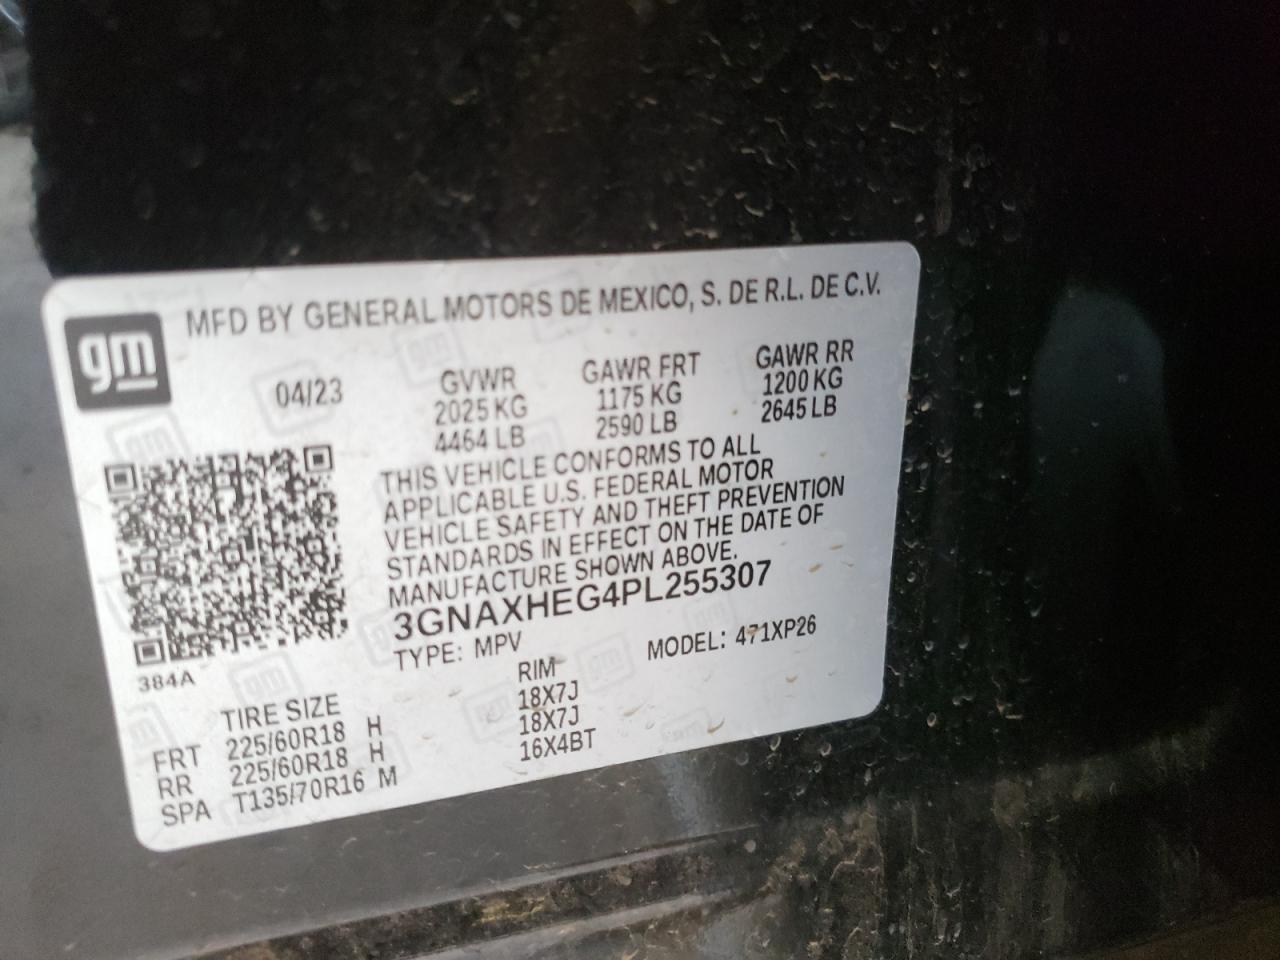 gm
MFD BY GENERAL MOTORS DE MEXICO, S. DE R.L. DE C.V.
04/23
GVWR GAWR FRT GAWR RR
2025 KG 1175 KG 1200 KG
4464 LB 2590 LB 2645 LB
THIS VEHICLE CONFORMS TO ALL
APPLICABLE U.S. FEDERAL MOTOR
VEHICLE SAFETY AND THEFT PREVENTION
STANDARDS IN EFFECT ON THE DATE OF
MANUFACTURE SHOWN ABOVE.
3GNAXHEG4PL255307
TYPE: MPV MODEL: 471XP26
384A
TIRE SIZE RIM
FRT 225/60R18 H 18X7J
RR 225/60R18 H 18X7J
SPA T135/70R16 M 16X4BT